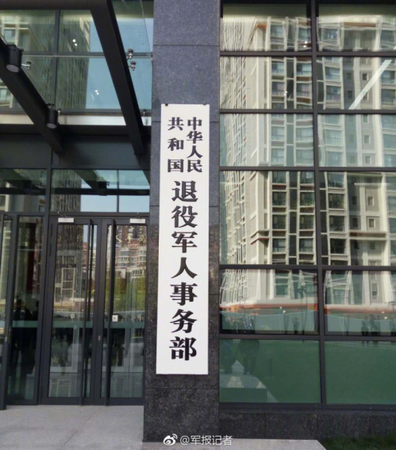 中华人民
共和国
退役军人事务部
@军报记者